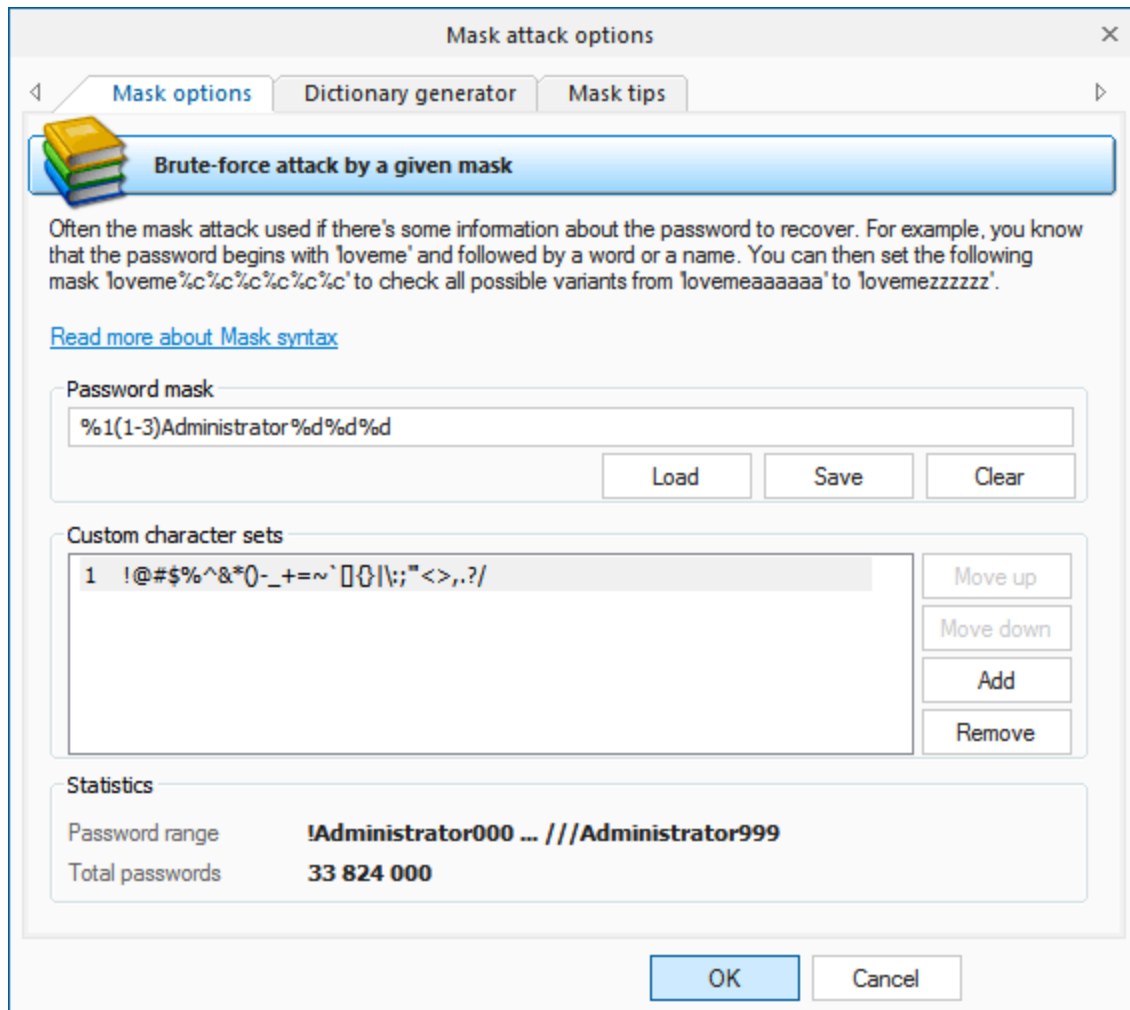 Mask attack options
Mask options
Dictionary generator
Mask tips
Brute-force attack by a given mask
Often the mask attack used if there's some information about the password to recover. For example, you know
that the password begins with 'loveme' and followed by a word or a name. You can then set the following
mask 'loveme%c%c%c%c%c%c' to check all possible variants from 'lovemeaaaaaa' to 'lovemezzzzzz'.
Read more about Mask syntax
Password mask
%1(1-3)Administrator%d%d%d
Load
Save
Clear
Custom character sets
1 !@#$%^&*()-_+=~`[]{}|\:;"'<>,.?/
Move up
Move down
Add
Remove
Statistics
Password range !Administrator000 ... ///Administrator999
Total passwords 33 824 000
OK
Cancel